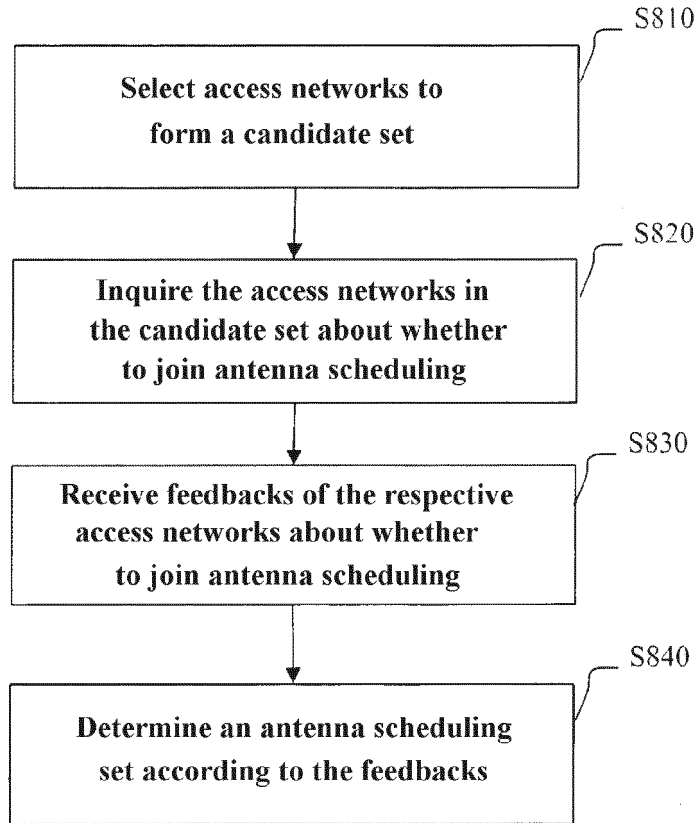 S810
Select access networks to
form a candidate set
S820
Inquire the access networks in
the candidate set about whether
to join antenna scheduling
S830
Receive feedbacks of the respective
access networks about whether
to join antenna scheduling
S840
Determine an antenna scheduling
set according to the feedbacks